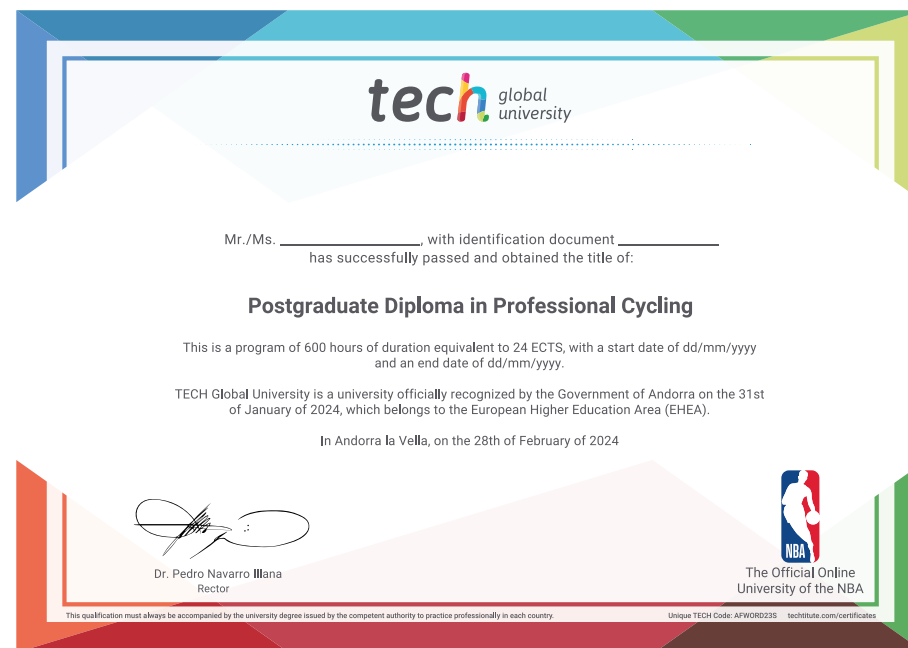 tech global
university
Mr./Ms. ____________________, with identification document ______________
has successfully passed and obtained the title of:
Postgraduate Diploma in Professional Cycling
This is a program of 600 hours of duration equivalent to 24 ECTS, with a start date of dd/mm/yyyy
and an end date of dd/mm/yyyy.
TECH Global University is a university officially recognized by the Government of Andorra on the 31st
of January of 2024, which belongs to the European Higher Education Area (EHEA).
In Andorra la Vella, on the 28th of February of 2024
Dr. Pedro Navarro Illana
Rector
NBA
The Official Online
University of the NBA
This qualification must always be accompanied by the university degree issued by the competent authority to practice professionally in each country.
Unique TECH Code: AFWORD23S techtitute.com/certificates